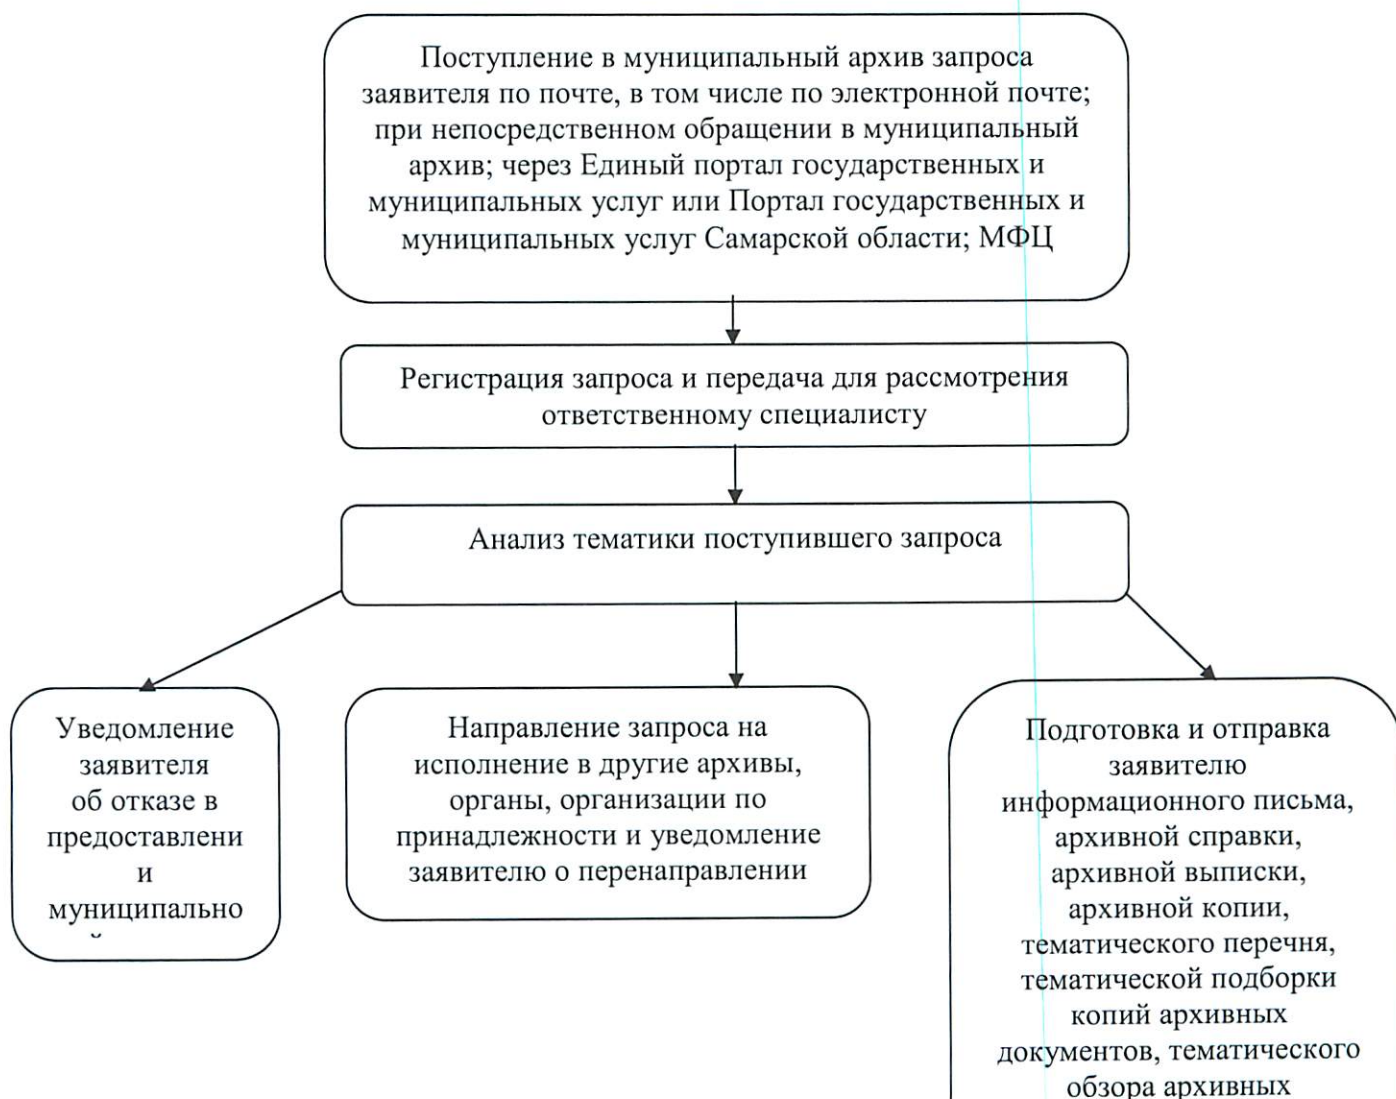 Поступление в муниципальный архив запроса
заявителя по почте, в том числе по электронной почте;
при непосредственном обращении в муниципальный
архив; через Единый портал государственных и
муниципальных услуг или Портал государственных и
муниципальных услуг Самарской области; МФЦ
Регистрация запроса и передача для рассмотрения
ответственному специалисту
Анализ тематики поступившего запроса
Уведомление
заявителя
об отказе в
предоставлени
и
муниципально
Направление запроса на
исполнение в другие архивы,
органы, организации по
принадлежности и уведомление
заявителю о перенаправлении
Подготовка и отправка
заявителю
информационного письма,
архивной справки,
архивной выписки,
архивной копии,
тематического перечня,
тематической подборки
копий архивных
документов, тематического
обзора архивных